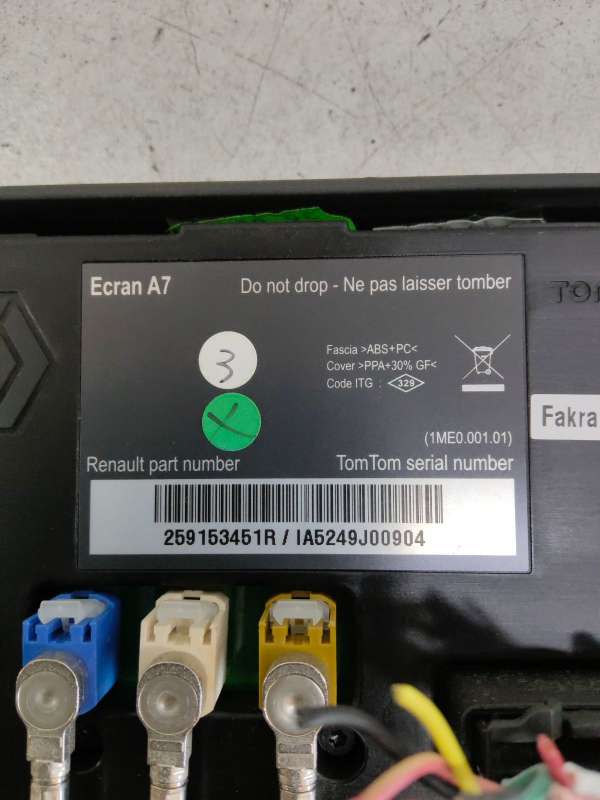 Ecran A7
Do not drop - Ne pas laisser tomber
3
Fascia >ABS+PC<
Cover >PPA+30% GF<
Code ITG : 329
(1ME0.001.01)
Fakra
Renault part number
TomTom serial number
259153451R / IA5249J00904